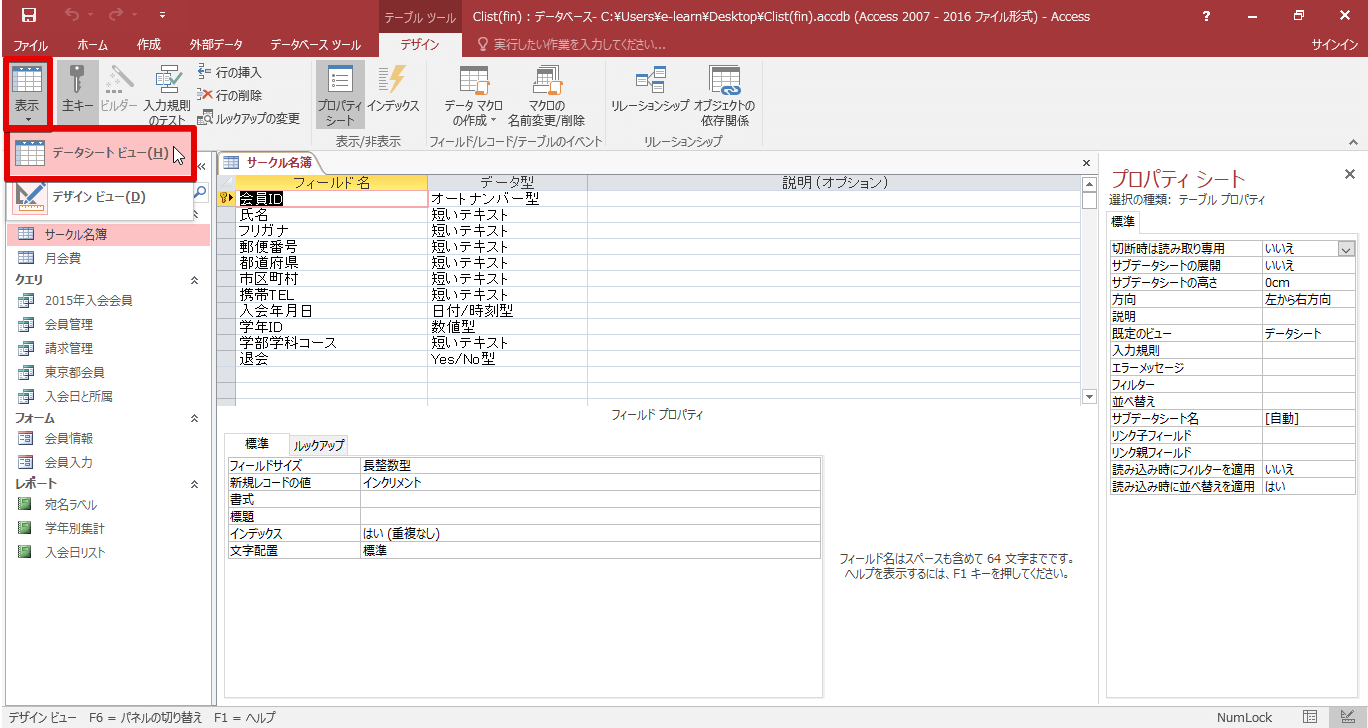 テーブル ツール
Clist(fin) : データベース- C:¥Users¥e-learn¥Desktop¥Clist(fin).accdb (Access 2007 - 2016 ファイル形式) - Access
?
ファイル
ホーム
作成
外部データ
データベース ツール
デザイン
実行したい作業を入力してください...
サインイン
表示
主キー
ビルダー
入力規則
のテスト
行の挿入
行の削除
ルックアップの変更
プロパティ
シート
インデックス
データ マクロ
の作成
マクロの
名前変更/削除
リレーションシップ
オブジェクトの
依存関係
表示/非表示
フィールド/レコード/テーブルのイベント
リレーションシップ
データシート ビュー(H)
デザイン ビュー(D)
サークル名簿
月会費
クエリ
2015年入会会員
会員管理
請求管理
東京都会員
入会日と所属
フォーム
会員情報
会員入力
レポート
宛名ラベル
学年別集計
入会日リスト
サークル名簿
フィールド名 データ型 説明(オプション)
会員ID オートナンバー型
氏名 短いテキスト
フリガナ 短いテキスト
郵便番号 短いテキスト
都道府県 短いテキスト
市区町村 短いテキスト
携帯TEL 短いテキスト
入会年月日 日付/時刻型
学年ID 数値型
学部学科コース 短いテキスト
退会 Yes/No型
フィールド プロパティ
標準 ルックアップ
フィールドサイズ 長整数型
新規レコードの値 インクリメント
書式
標題
インデックス はい (重複なし)
文字配置 標準
フィールド名はスペースも含めて 64 文字までです。
ヘルプを表示するには、F1 キーを押してください。
プロパティ シート
選択の種類: テーブル プロパティ
標準
切断時は読み取り専用 いいえ
サブデータシートの展開 いいえ
サブデータシートの高さ 0cm
方向 左から右方向
説明
既定のビュー データシート
入力規則
エラーメッセージ
フィルター
並べ替え
サブデータシート名 [自動]
リンク子フィールド
リンク親フィールド
読み込み時にフィルターを適用 いいえ
読み込み時に並べ替えを適用 はい
デザイン ビュー F6 = パネルの切り替え F1 = ヘルプ
NumLock